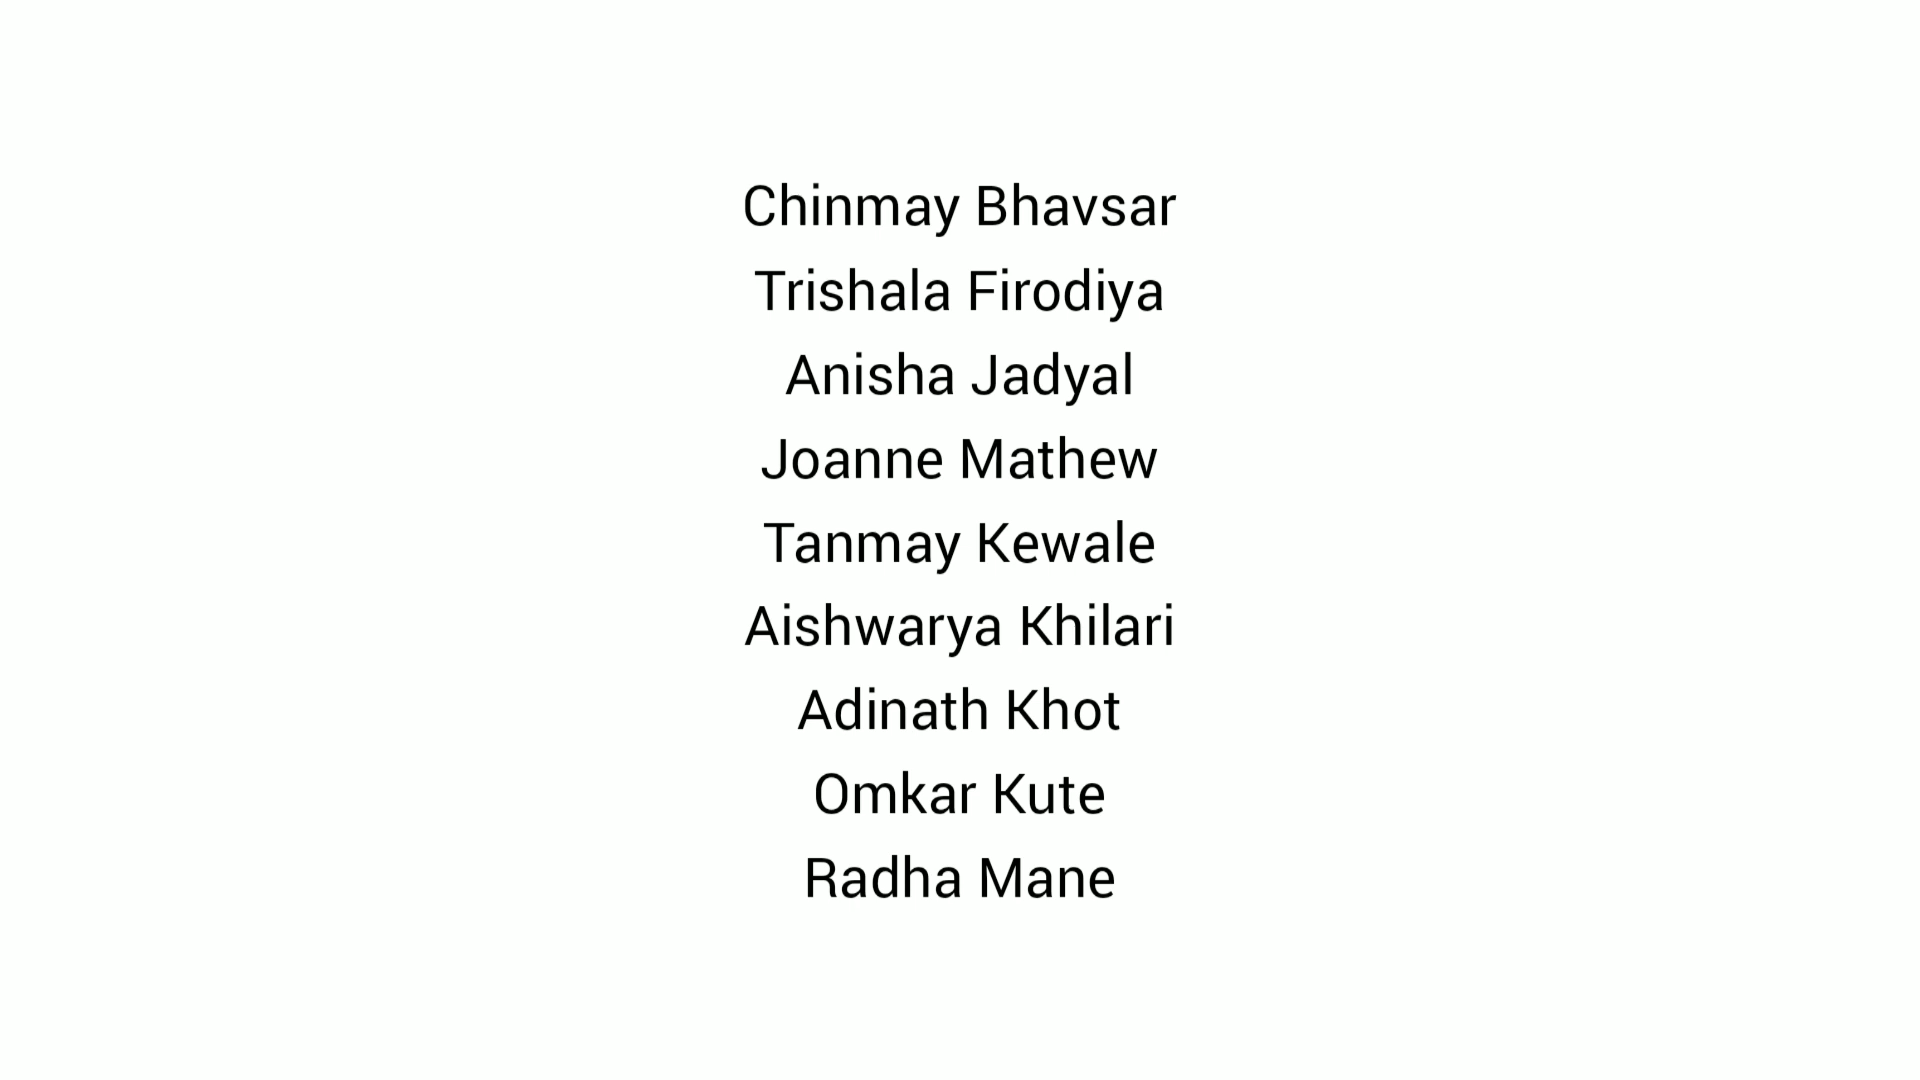 Chinmay Bhavsar
Trishala Firodiya
Anisha Jadyal
Joanne Mathew
Tanmay Kewale
Aishwarya Khilari
Adinath Khot
Omkar Kute
Radha Mane